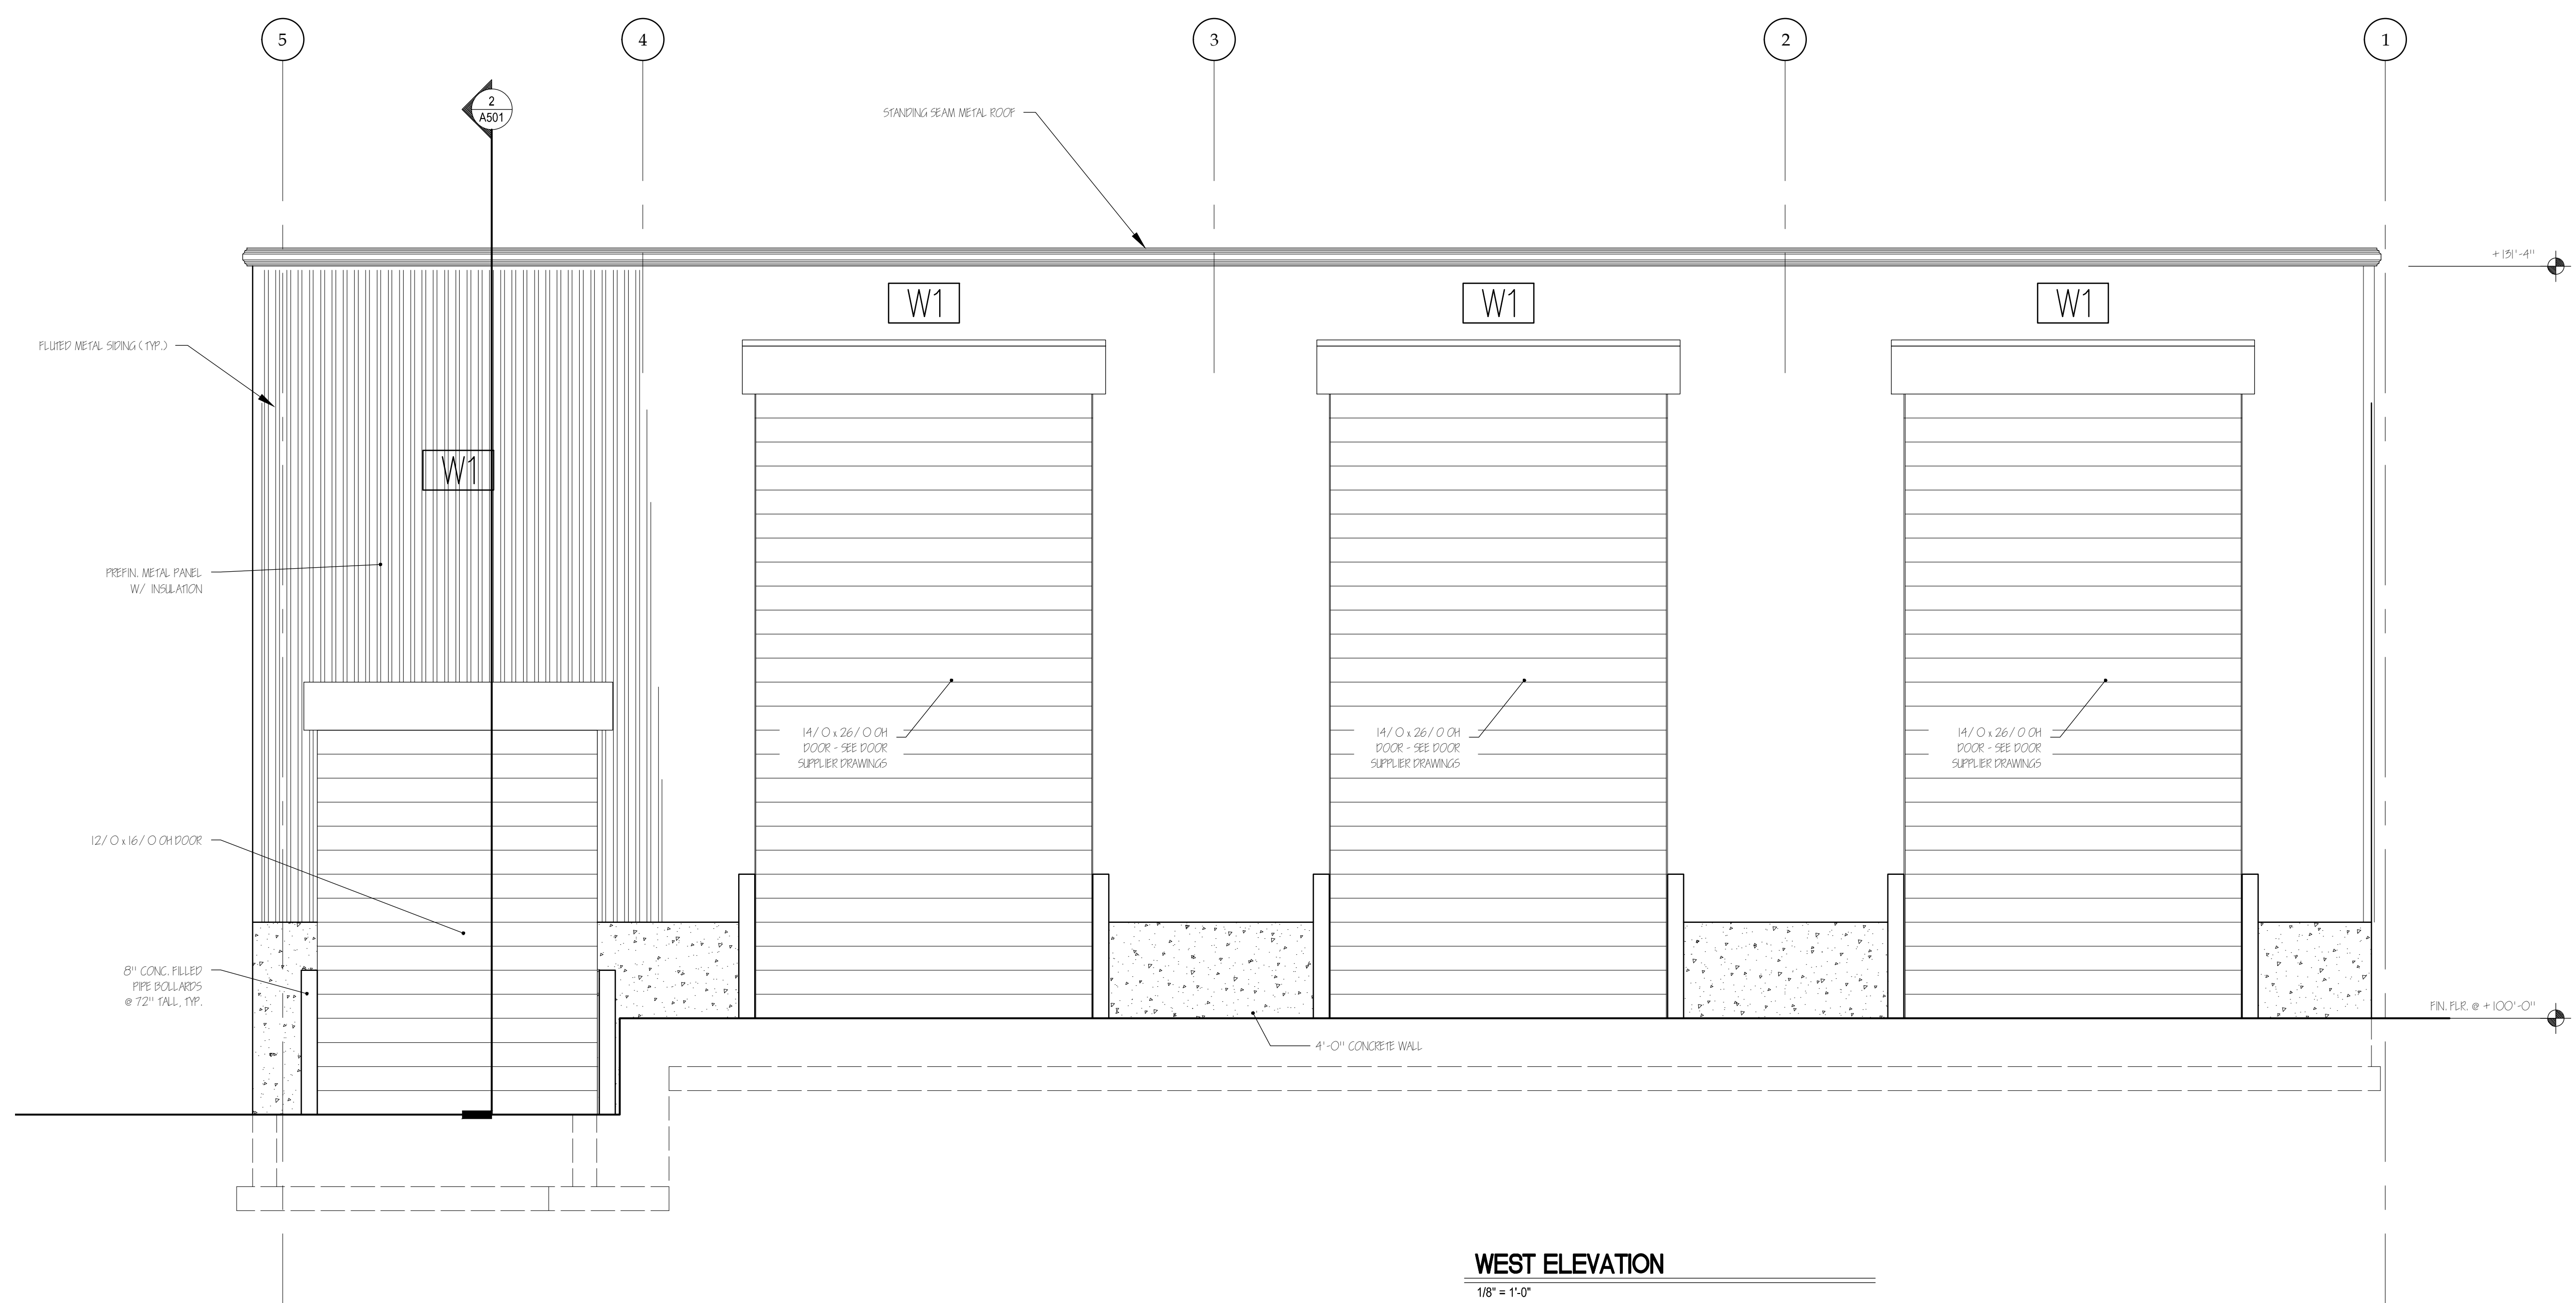 5
4
3
2
1
2
A501
STANDING SEAM METAL ROOF
+131'-4"
W1
W1
W1
FLUTED METAL SIDING (TYP.)
W1
PREFIN. METAL PANEL
W/ INSULATION
14/0 x 26/0 OH
DOOR - SEE DOOR
SUPPLIER DRAWINGS
14/0 x 26/0 OH
DOOR - SEE DOOR
SUPPLIER DRAWINGS
14/0 x 26/0 OH
DOOR - SEE DOOR
SUPPLIER DRAWINGS
12/0 x 16/0 OH DOOR
8" CONC. FILLED
PIPE BOLLARDS
@ 72" TALL, TYP.
FIN. FLR. @ +100'-0"
4'-0" CONCRETE WALL
WEST ELEVATION
1/8" = 1'-0"